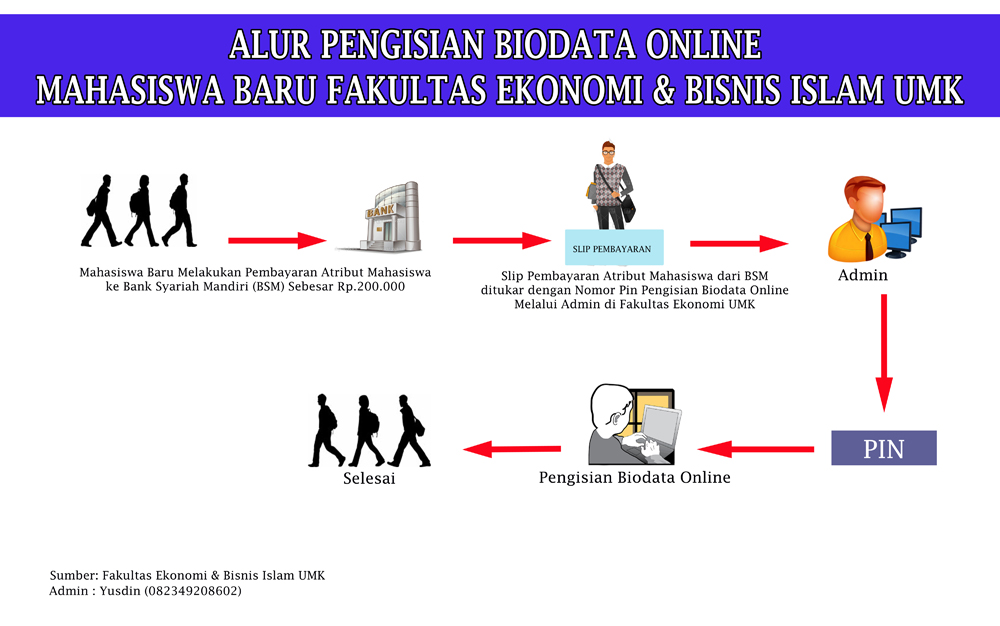 ALUR PENGISIAN BIODATA ONLINE
MAHASISWA BARU FAKULTAS EKONOMI & BISNIS ISLAM UMK
BANK
Mahasiswa Baru Melakukan Pembayaran Atribut Mahasiswa
ke Bank Syariah Mandiri (BSM) Sebesar Rp.200.000
SLIP PEMBAYARAN
Slip Pembayaran Atribut Mahasiswa dari BSM
ditukar dengan Nomor Pin Pengisian Biodata Online
Melalui Admin di Fakultas Ekonomi UMK
Admin
PIN
Pengisian Biodata Online
Selesai
Sumber: Fakultas Ekonomi & Bisnis Islam UMK
Admin : Yusdin (082349208602)